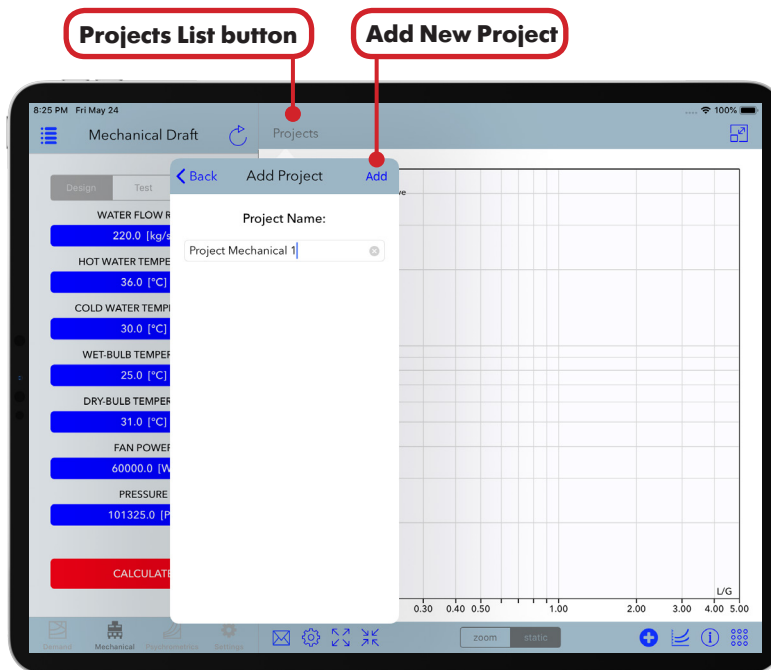 Projects List button
Add New Project
8:25 PM Fri May 24
100%
Mechanical Draft
Projects
Design
Test
Back
Add Project
Add
Project Name:
Project Mechanical 1
WATER FLOW R
220.0 [kg/s
HOT WATER TEMPE
36.0 [°C]
COLD WATER TEMP
30.0 [°C]
WET-BULB TEMPER
25.0 [°C]
DRY-BULB TEMPER
31.0 [°C]
FAN POWER
60000.0 [W
PRESSURE
101325.0 [P
CALCULATE
ve
L/G
0.30 0.40 0.50 1.00 2.00 3.00 4.00 5.00
Demand
Mechanical
Psychrometrics
Settings
zoom
static